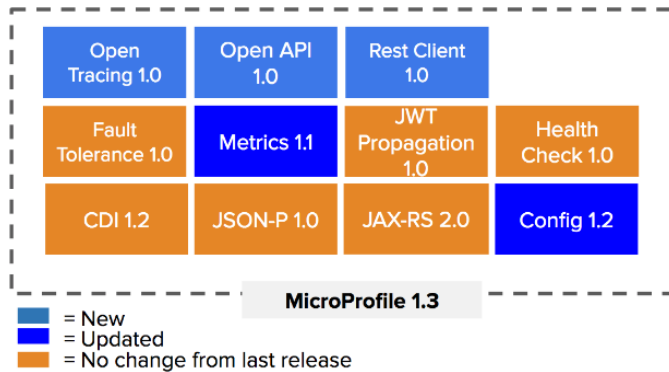 Open
Tracing 1.0
Open API
1.0
Rest Client
1.0
Fault
Tolerance 1.0
Metrics 1.1
JWT
Propagation
1.0
Health
Check 1.0
CDI 1.2
JSON-P 1.0
JAX-RS 2.0
Config 1.2
MicroProfile 1.3
= New
= Updated
= No change from last release